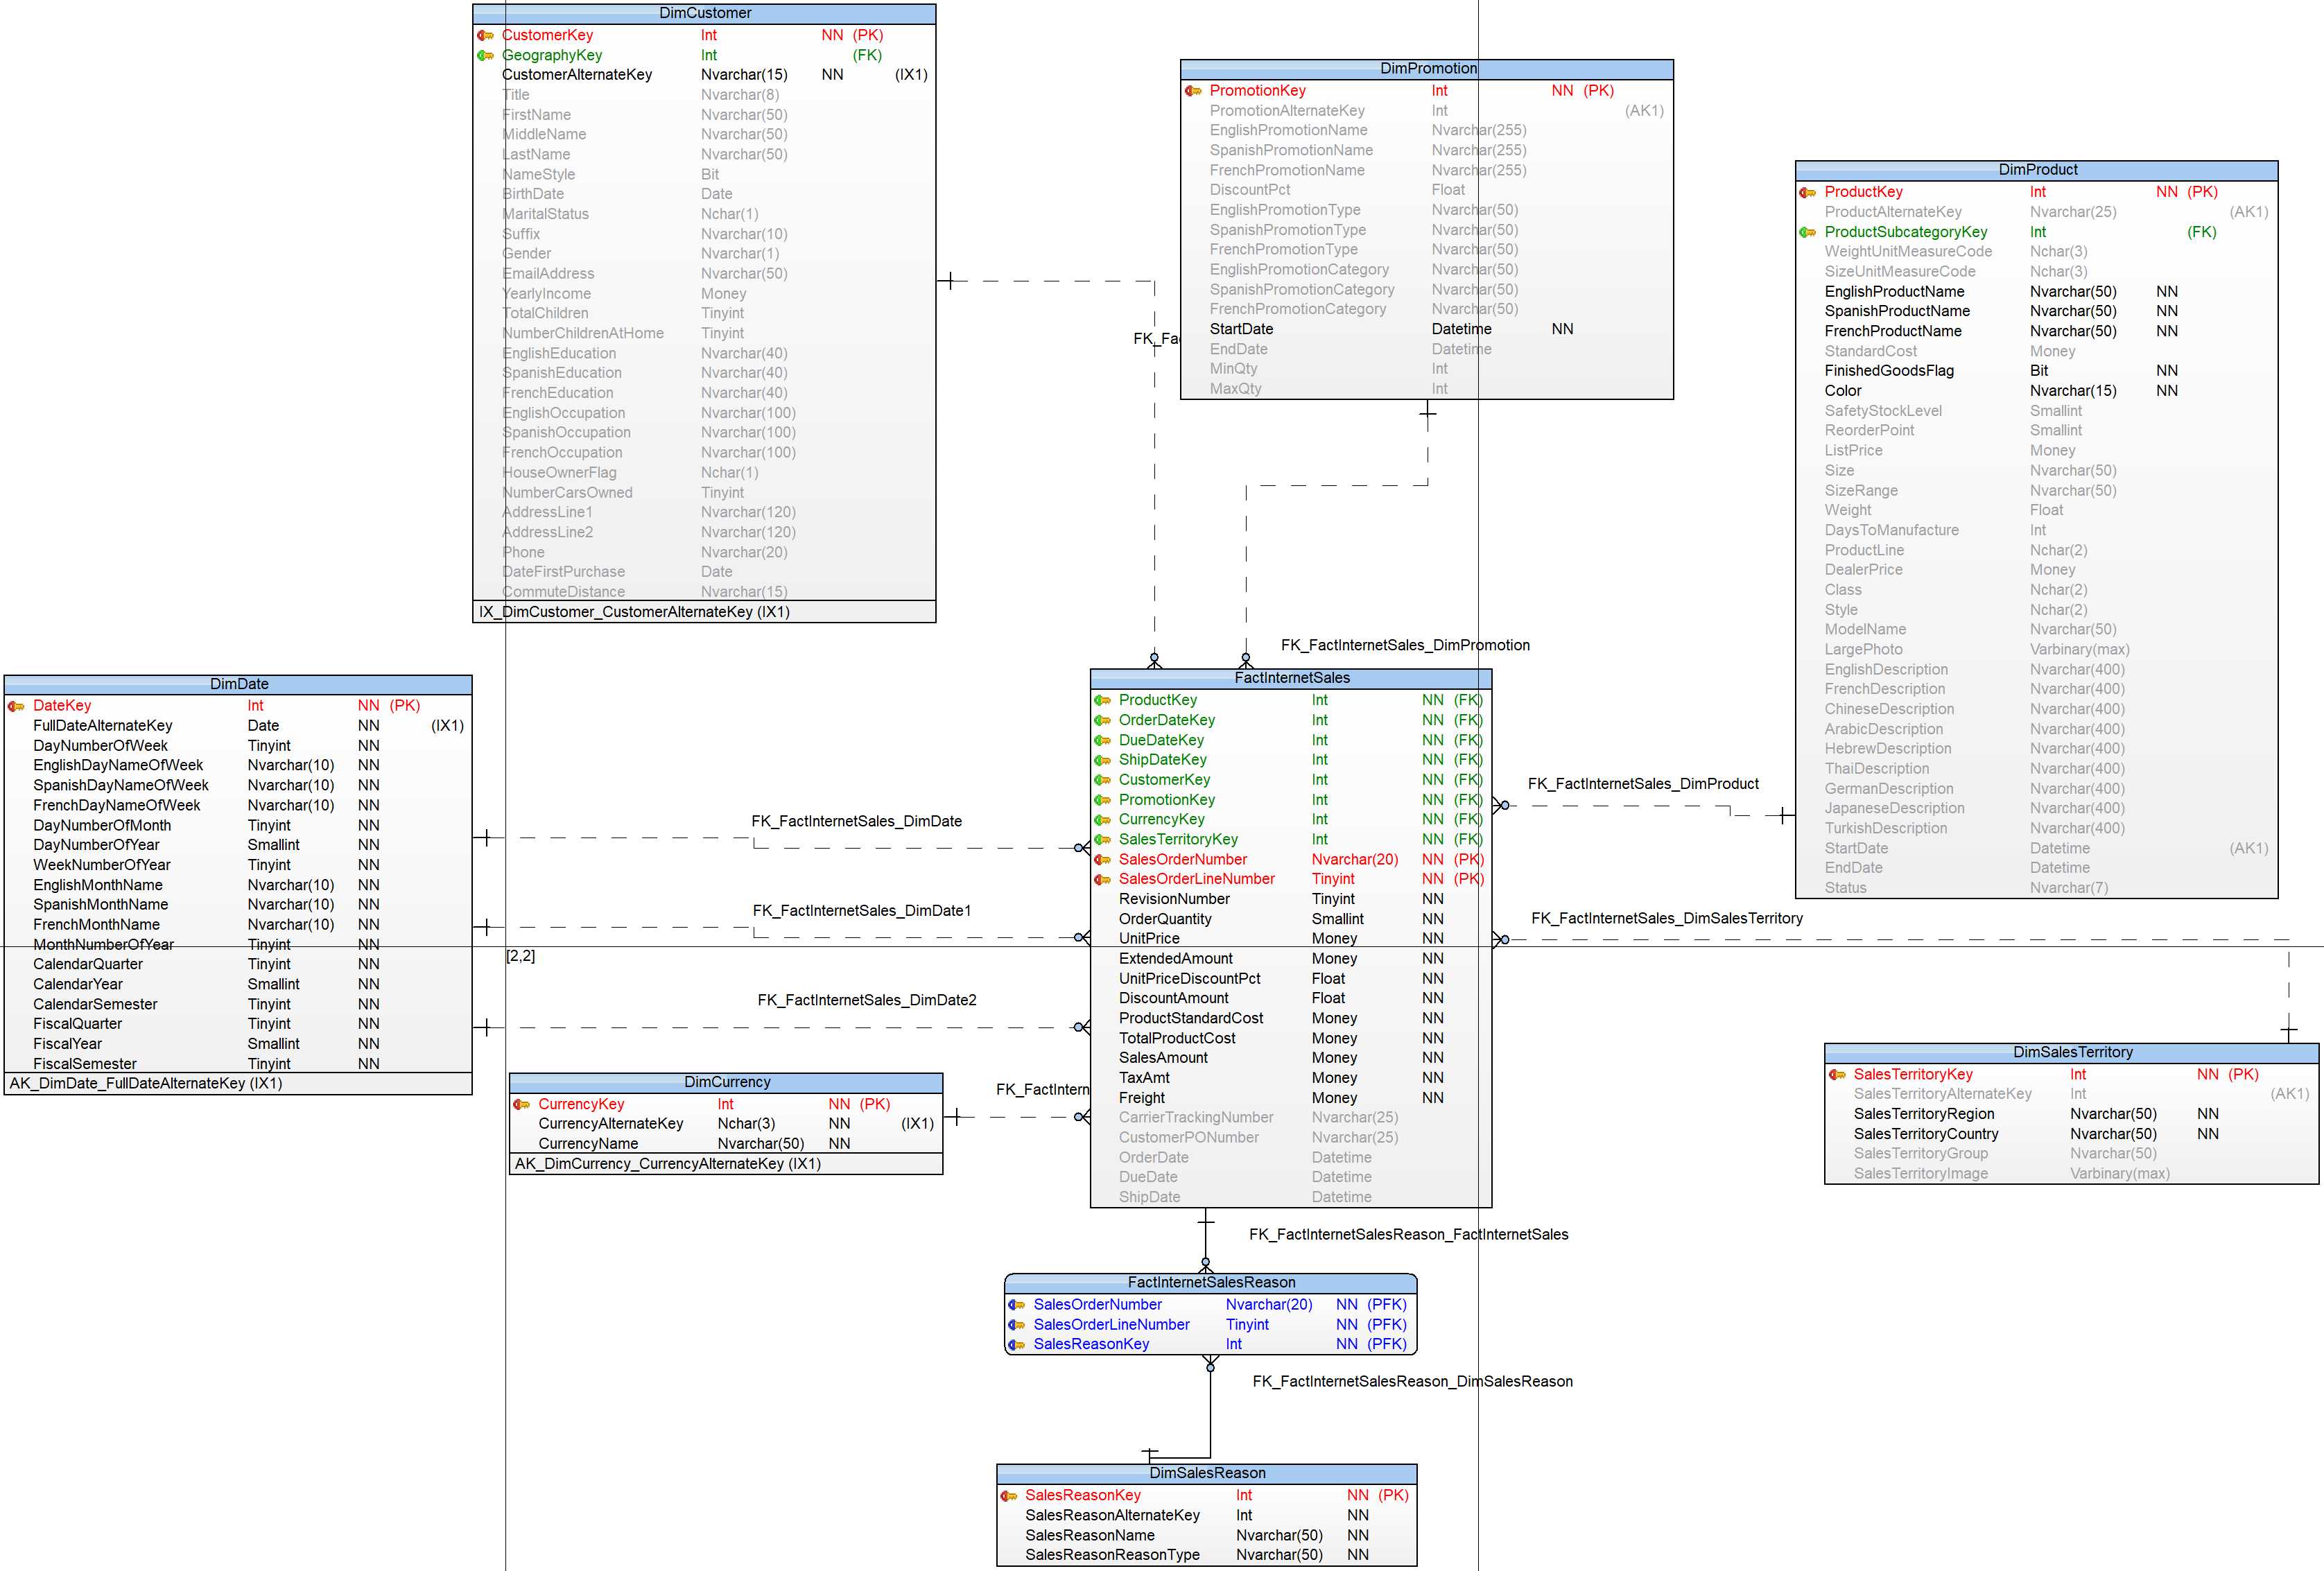 DimCustomer
CustomerKey Int NN (PK)
GeographyKey Int (FK)
CustomerAlternateKey Nvarchar(15) NN (IX1)
Title Nvarchar(8)
FirstName Nvarchar(50)
MiddleName Nvarchar(50)
LastName Nvarchar(50)
NameStyle Bit
BirthDate Date
MaritalStatus Nchar(1)
Suffix Nvarchar(10)
Gender Nvarchar(1)
EmailAddress Nvarchar(50)
YearlyIncome Money
TotalChildren Tinyint
NumberChildrenAtHome Tinyint
EnglishEducation Nvarchar(40)
SpanishEducation Nvarchar(40)
FrenchEducation Nvarchar(40)
EnglishOccupation Nvarchar(100)
SpanishOccupation Nvarchar(100)
FrenchOccupation Nvarchar(100)
HouseOwnerFlag Nchar(1)
NumberCarsOwned Tinyint
AddressLine1 Nvarchar(120)
AddressLine2 Nvarchar(120)
Phone Nvarchar(20)
DateFirstPurchase Date
CommuteDistance Nvarchar(15)
IX_DimCustomer_CustomerAlternateKey (IX1)
DimPromotion
PromotionKey Int NN (PK)
PromotionAlternateKey Int (AK1)
EnglishPromotionName Nvarchar(255)
SpanishPromotionName Nvarchar(255)
FrenchPromotionName Nvarchar(255)
DiscountPct Float
EnglishPromotionType Nvarchar(50)
SpanishPromotionType Nvarchar(50)
FrenchPromotionType Nvarchar(50)
EnglishPromotionCategory Nvarchar(50)
SpanishPromotionCategory Nvarchar(50)
FrenchPromotionCategory Nvarchar(50)
StartDate Datetime NN
EndDate Datetime
MinQty Int
MaxQty Int
FK_Fac
DimProduct
ProductKey Int NN (PK)
ProductAlternateKey Nvarchar(25) (AK1)
ProductSubcategoryKey Int (FK)
WeightUnitMeasureCode Nchar(3)
SizeUnitMeasureCode Nchar(3)
EnglishProductName Nvarchar(50) NN
SpanishProductName Nvarchar(50) NN
FrenchProductName Nvarchar(50) NN
StandardCost Money
FinishedGoodsFlag Bit NN
Color Nvarchar(15) NN
SafetyStockLevel Smallint
ReorderPoint Smallint
ListPrice Money
Size Nvarchar(50)
SizeRange Nvarchar(50)
Weight Float
DaysToManufacture Int
ProductLine Nchar(2)
DealerPrice Money
Class Nchar(2)
Style Nchar(2)
ModelName Nvarchar(50)
LargePhoto Varbinary(max)
EnglishDescription Nvarchar(400)
FrenchDescription Nvarchar(400)
ChineseDescription Nvarchar(400)
ArabicDescription Nvarchar(400)
HebrewDescription Nvarchar(400)
ThaiDescription Nvarchar(400)
GermanDescription Nvarchar(400)
JapaneseDescription Nvarchar(400)
TurkishDescription Nvarchar(400)
StartDate Datetime (AK1)
EndDate Datetime
Status Nvarchar(7)
FK_FactInternetSales_DimPromotion
DimDate
DateKey Int NN (PK)
FullDateAlternateKey Date NN (IX1)
DayNumberOfWeek Tinyint NN
EnglishDayNameOfWeek Nvarchar(10) NN
SpanishDayNameOfWeek Nvarchar(10) NN
FrenchDayNameOfWeek Nvarchar(10) NN
DayNumberOfMonth Tinyint NN
DayNumberOfYear Smallint NN
WeekNumberOfYear Tinyint NN
EnglishMonthName Nvarchar(10) NN
SpanishMonthName Nvarchar(10) NN
FrenchMonthName Nvarchar(10) NN
MonthNumberOfYear Tinyint NN
CalendarQuarter Tinyint NN
CalendarYear Smallint NN
CalendarSemester Tinyint NN
FiscalQuarter Tinyint NN
FiscalYear Smallint NN
FiscalSemester Tinyint NN
AK_DimDate_FullDateAlternateKey (IX1)
FK_FactInternetSales_DimDate
FK_FactInternetSales_DimDate1
[2,2]
FK_FactInternetSales_DimDate2
FactInternetSales
ProductKey Int NN (FK)
OrderDateKey Int NN (FK)
DueDateKey Int NN (FK)
ShipDateKey Int NN (FK)
CustomerKey Int NN (FK)
PromotionKey Int NN (FK)
CurrencyKey Int NN (FK)
SalesTerritoryKey Int NN (FK)
SalesOrderNumber Nvarchar(20) NN (PK)
SalesOrderLineNumber Tinyint NN (PK)
RevisionNumber Tinyint NN
OrderQuantity Smallint NN
UnitPrice Money NN
ExtendedAmount Money NN
UnitPriceDiscountPct Float NN
DiscountAmount Float NN
ProductStandardCost Money NN
TotalProductCost Money NN
SalesAmount Money NN
TaxAmt Money NN
Freight Money NN
CarrierTrackingNumber Nvarchar(25)
CustomerPONumber Nvarchar(25)
OrderDate Datetime
DueDate Datetime
ShipDate Datetime
FK_FactInternetSales_DimProduct
FK_FactInternetSales_DimSalesTerritory
DimCurrency
CurrencyKey Int NN (PK)
CurrencyAlternateKey Nchar(3) NN (IX1)
CurrencyName Nvarchar(50) NN
AK_DimCurrency_CurrencyAlternateKey (IX1)
FK_FactIntern
DimSalesTerritory
SalesTerritoryKey Int NN (PK)
SalesTerritoryAlternateKey Int (AK1)
SalesTerritoryRegion Nvarchar(50) NN
SalesTerritoryCountry Nvarchar(50) NN
SalesTerritoryGroup Nvarchar(50)
SalesTerritoryImage Varbinary(max)
FK_FactInternetSalesReason_FactInternetSales
FactInternetSalesReason
SalesOrderNumber Nvarchar(20) NN (PFK)
SalesOrderLineNumber Tinyint NN (PFK)
SalesReasonKey Int NN (PFK)
FK_FactInternetSalesReason_DimSalesReason
DimSalesReason
SalesReasonKey Int NN (PK)
SalesReasonAlternateKey Int NN
SalesReasonName Nvarchar(50) NN
SalesReasonReasonType Nvarchar(50) NN